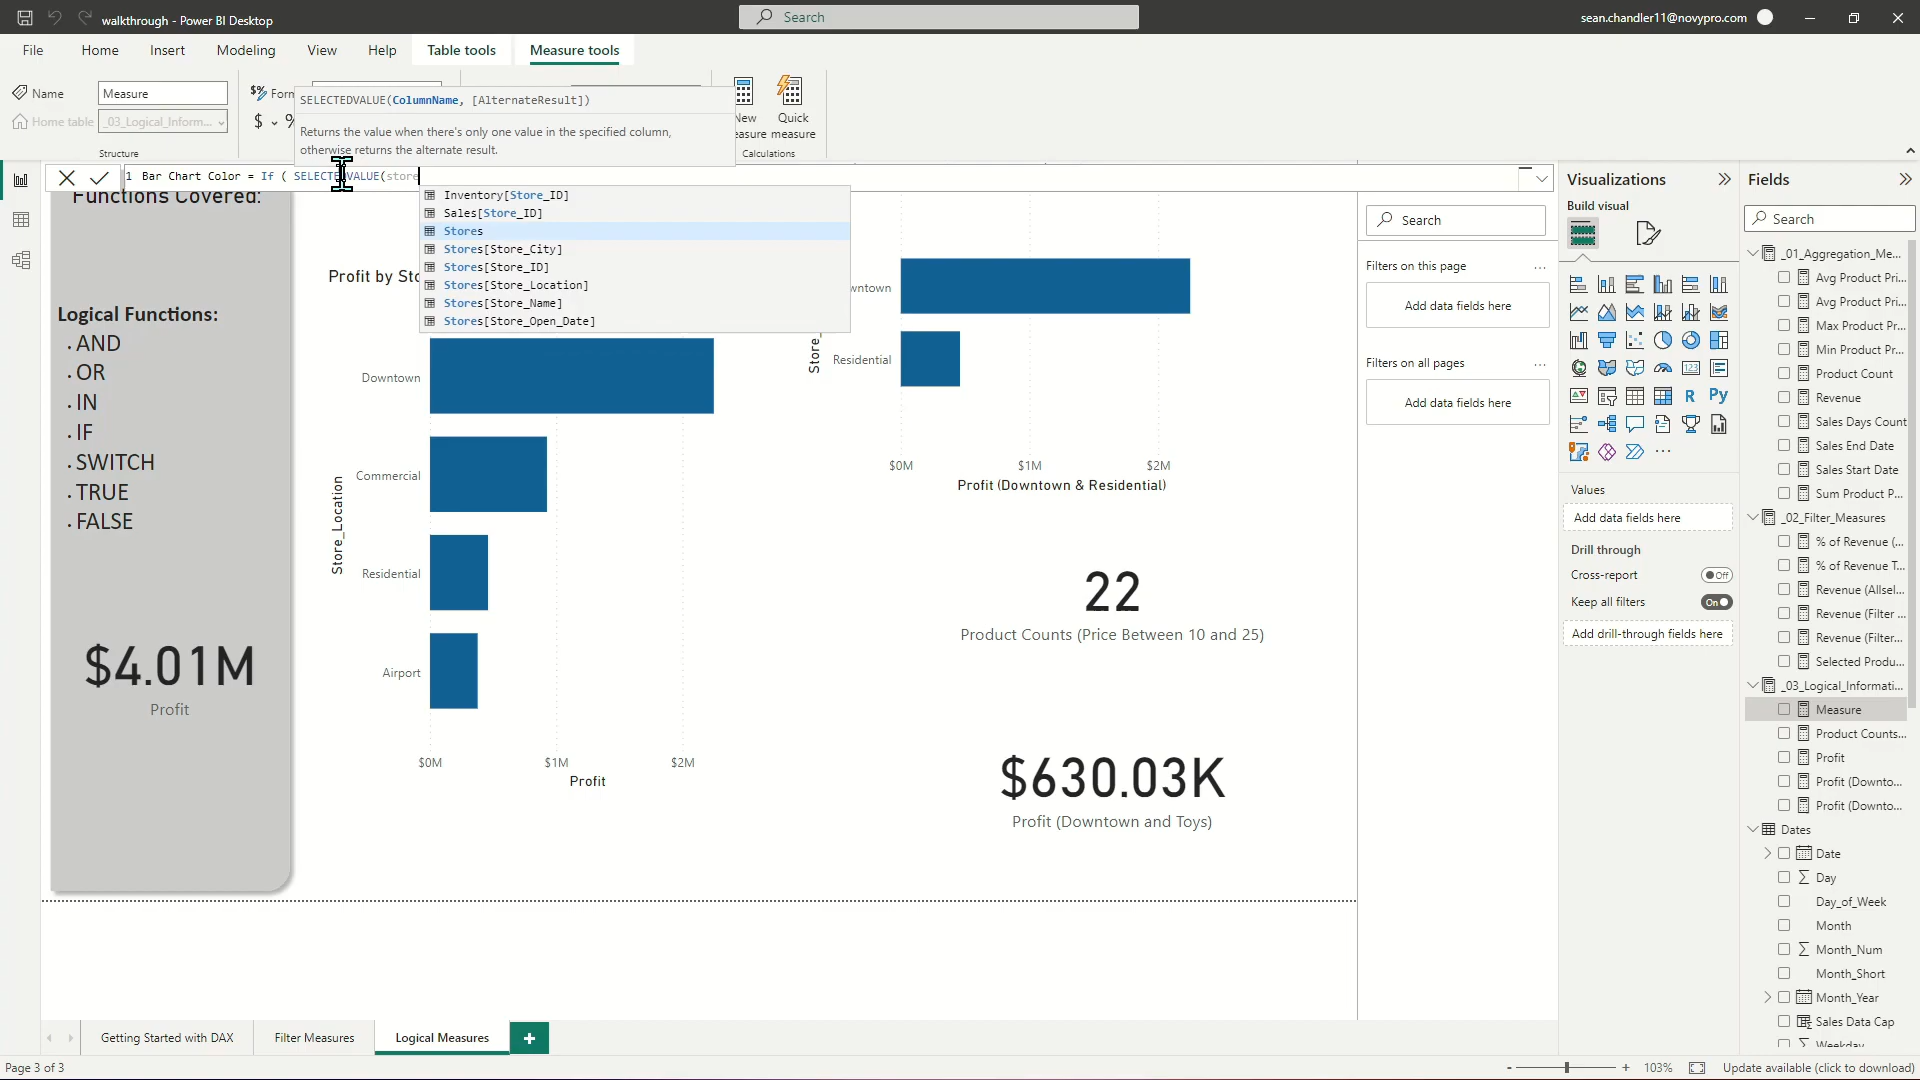 walkthrough - Power BI Desktop
Search
sean.chandler11@novypro.com
File
Home
Insert
Modeling
View
Help
Table tools
Measure tools
Name
Measure
Home table
_03_Logical_Inform...
Structure
$% Form
$
%
SELECTEDVALUE(ColumnName, [AlternateResult])
Returns the value when there's only one value in the specified column,
otherwise returns the alternate result.
Quick
measure
Calculations
1 Bar Chart Color = If ( SELECTEDVALUE(store
Inventory[Store_ID]
Sales[Store_ID]
Stores
Stores[Store_City]
Stores[Store_ID]
Stores[Store_Location]
Stores[Store_Name]
Stores[Store_Open_Date]
Functions Covered:
Logical Functions:
. AND
. OR
. IN
. IF
. SWITCH
. TRUE
. FALSE
$4.01M
Profit
Profit by Sto
Store_Location
Downtown
Commercial
Residential
Airport
$0M
$1M
$2M
Profit
Store_
wntown
Residential
$0M
$1M
$2M
Profit (Downtown & Residential)
22
Product Counts (Price Between 10 and 25)
$630.03K
Profit (Downtown and Toys)
Search
Filters on this page
...
Add data fields here
Filters on all pages
...
Add data fields here
Visualizations
Build visual
123
R
Py
...
Values
Add data fields here
Drill through
Cross-report
Off
Keep all filters
On
Add drill-through fields here
Fields
Search
_01_Aggregation_Me...
Avg Product Pri...
Avg Product Pri...
Max Product Pr...
Min Product Pr...
Product Count
Revenue
Sales Days Count
Sales End Date
Sales Start Date
Sum Product P...
_02_Filter_Measures
% of Revenue (...
% of Revenue T...
Revenue (Allsel...
Revenue (Filter ...
Revenue (Filter...
Selected Produ...
_03_Logical_Informati...
Measure
Product Counts...
Profit
Profit (Downto...
Profit (Downto...
Dates
Date
Day
Day_of_Week
Month
Month_Num
Month_Short
Month_Year
Sales Data Cap
Weekday
Getting Started with DAX
Filter Measures
Logical Measures
+
Page 3 of 3
- + 103%
Update available (click to download)